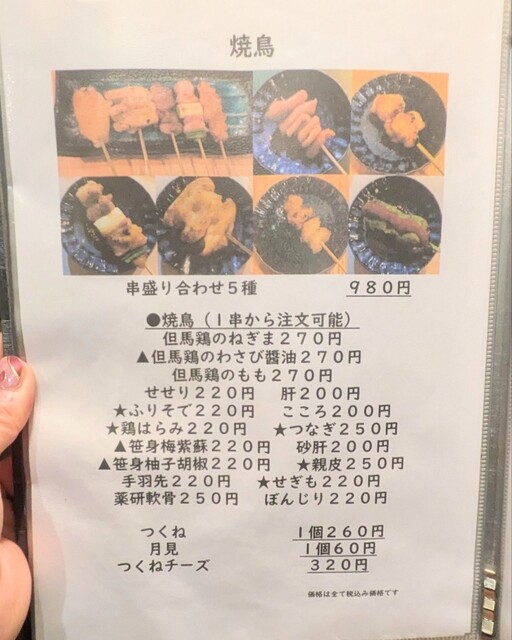 焼鳥
串盛り合わせ５種 ９８０円
●焼鳥（１串から注文可能）
但馬鶏のねぎま２７０円
▲但馬鶏のわさび醬油２７０円
但馬鶏のもも２７０円
せせり２２０円 肝２００円
★ふりそで２２０円 こころ２００円
★鶏はらみ２２０円 ★つなぎ２５０円
▲笹身梅紫蘇２２０円 砂肝２００円
▲笹身柚子胡椒２２０円 ★親皮２５０円
手羽先２２０円 ★せぎも２２０円
薬研軟骨２５０円 ぼんじり２２０円
つくね １個２６０円
月見 １個６０円
つくねチーズ ３２０円
価格は全て税込み価格です